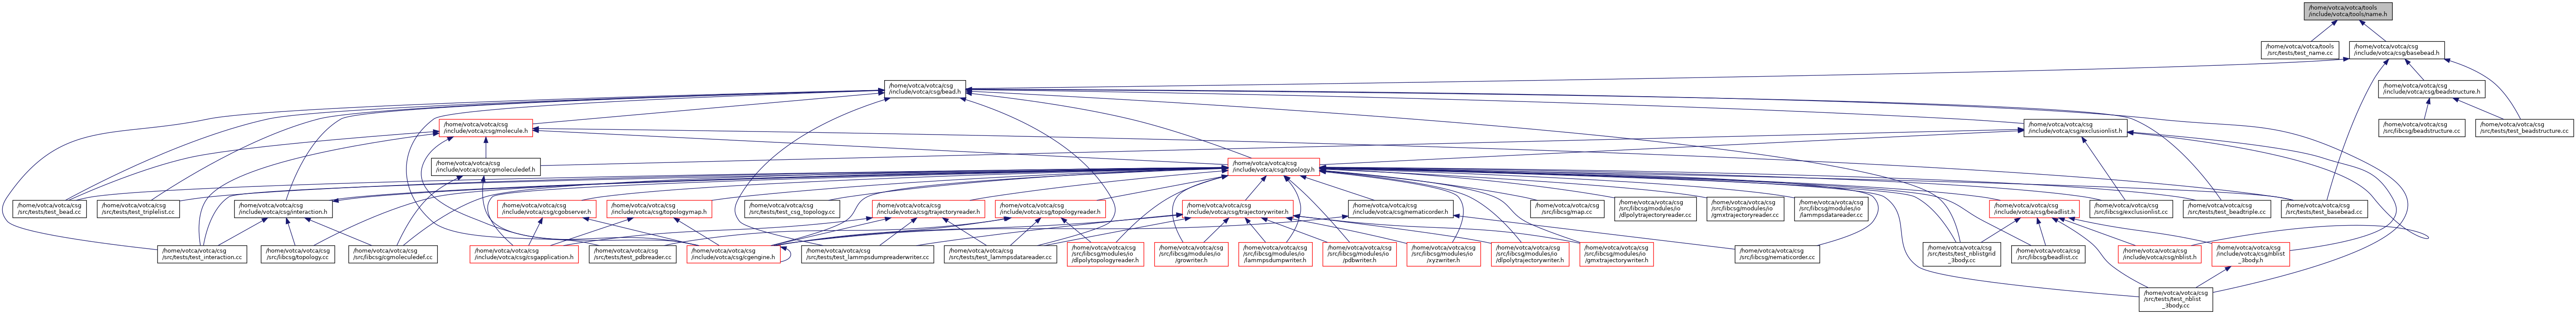 /home/votca/votca/tools
/include/votca/tools/name.h
/home/votca/votca/tools
/src/tests/test_name.cc
/home/votca/votca/csg
/include/votca/csg/basebead.h
/home/votca/votca/csg
/include/votca/csg/bead.h
/home/votca/votca/csg
/include/votca/csg/beadstructure.h
/home/votca/votca/csg
/include/votca/csg/molecule.h
/home/votca/votca/csg
/include/votca/csg/exclusionlist.h
/home/votca/votca/csg
/src/libcsg/beadstructure.cc
/home/votca/votca/csg
/src/tests/test_beadstructure.cc
/home/votca/votca/csg
/include/votca/csg/cgmoleculedef.h
/home/votca/votca/csg
/include/votca/csg/topology.h
/home/votca/votca/csg
/src/tests/test_bead.cc
/home/votca/votca/csg
/src/tests/test_triplelist.cc
/home/votca/votca/csg
/include/votca/csg/interaction.h
/home/votca/votca/csg
/include/votca/csg/cgobserver.h
/home/votca/votca/csg
/include/votca/csg/topologymap.h
/home/votca/votca/csg
/src/tests/test_csg_topology.cc
/home/votca/votca/csg
/include/votca/csg/trajectoryreader.h
/home/votca/votca/csg
/include/votca/csg/topologyreader.h
/home/votca/votca/csg
/include/votca/csg/trajectorywriter.h
/home/votca/votca/csg
/include/votca/csg/nematicorder.h
/home/votca/votca/csg
/src/libcsg/map.cc
/home/votca/votca/csg
/src/libcsg/modules/io
/dlpolytrajectoryreader.cc
/home/votca/votca/csg
/src/libcsg/modules/io
/gmxtrajectoryreader.cc
/home/votca/votca/csg
/src/libcsg/modules/io
/lammpsdatareader.cc
/home/votca/votca/csg
/include/votca/csg/beadlist.h
/home/votca/votca/csg
/src/libcsg/exclusionlist.cc
/home/votca/votca/csg
/src/tests/test_beadtriple.cc
/home/votca/votca/csg
/src/tests/test_basebead.cc
/home/votca/votca/csg
/src/tests/test_interaction.cc
/home/votca/votca/csg
/src/libcsg/topology.cc
/home/votca/votca/csg
/src/libcsg/cgmoleculedef.cc
/home/votca/votca/csg
/include/votca/csg/csgapplication.h
/home/votca/votca/csg
/src/tests/test_pdbreader.cc
/home/votca/votca/csg
/include/votca/csg/cgengine.h
/home/votca/votca/csg
/src/tests/test_lammpsdumpreaderwriter.cc
/home/votca/votca/csg
/src/tests/test_lammpsdatareader.cc
/home/votca/votca/csg
/src/libcsg/modules/io
/dlpolytopologyreader.h
/home/votca/votca/csg
/src/libcsg/modules/io
/growriter.h
/home/votca/votca/csg
/src/libcsg/modules/io
/lammpsdumpwriter.h
/home/votca/votca/csg
/src/libcsg/modules/io
/pdbwriter.h
/home/votca/votca/csg
/src/libcsg/modules/io
/xyzwriter.h
/home/votca/votca/csg
/src/libcsg/modules/io
/dlpolytrajectorywriter.h
/home/votca/votca/csg
/src/libcsg/modules/io
/gmxtrajectorywriter.h
/home/votca/votca/csg
/src/libcsg/nematicorder.cc
/home/votca/votca/csg
/src/tests/test_nblistgrid
_3body.cc
/home/votca/votca/csg
/src/libcsg/beadlist.cc
/home/votca/votca/csg
/include/votca/csg/nblist.h
/home/votca/votca/csg
/include/votca/csg/nblist
_3body.h
/home/votca/votca/csg
/src/tests/test_nblist
_3body.cc